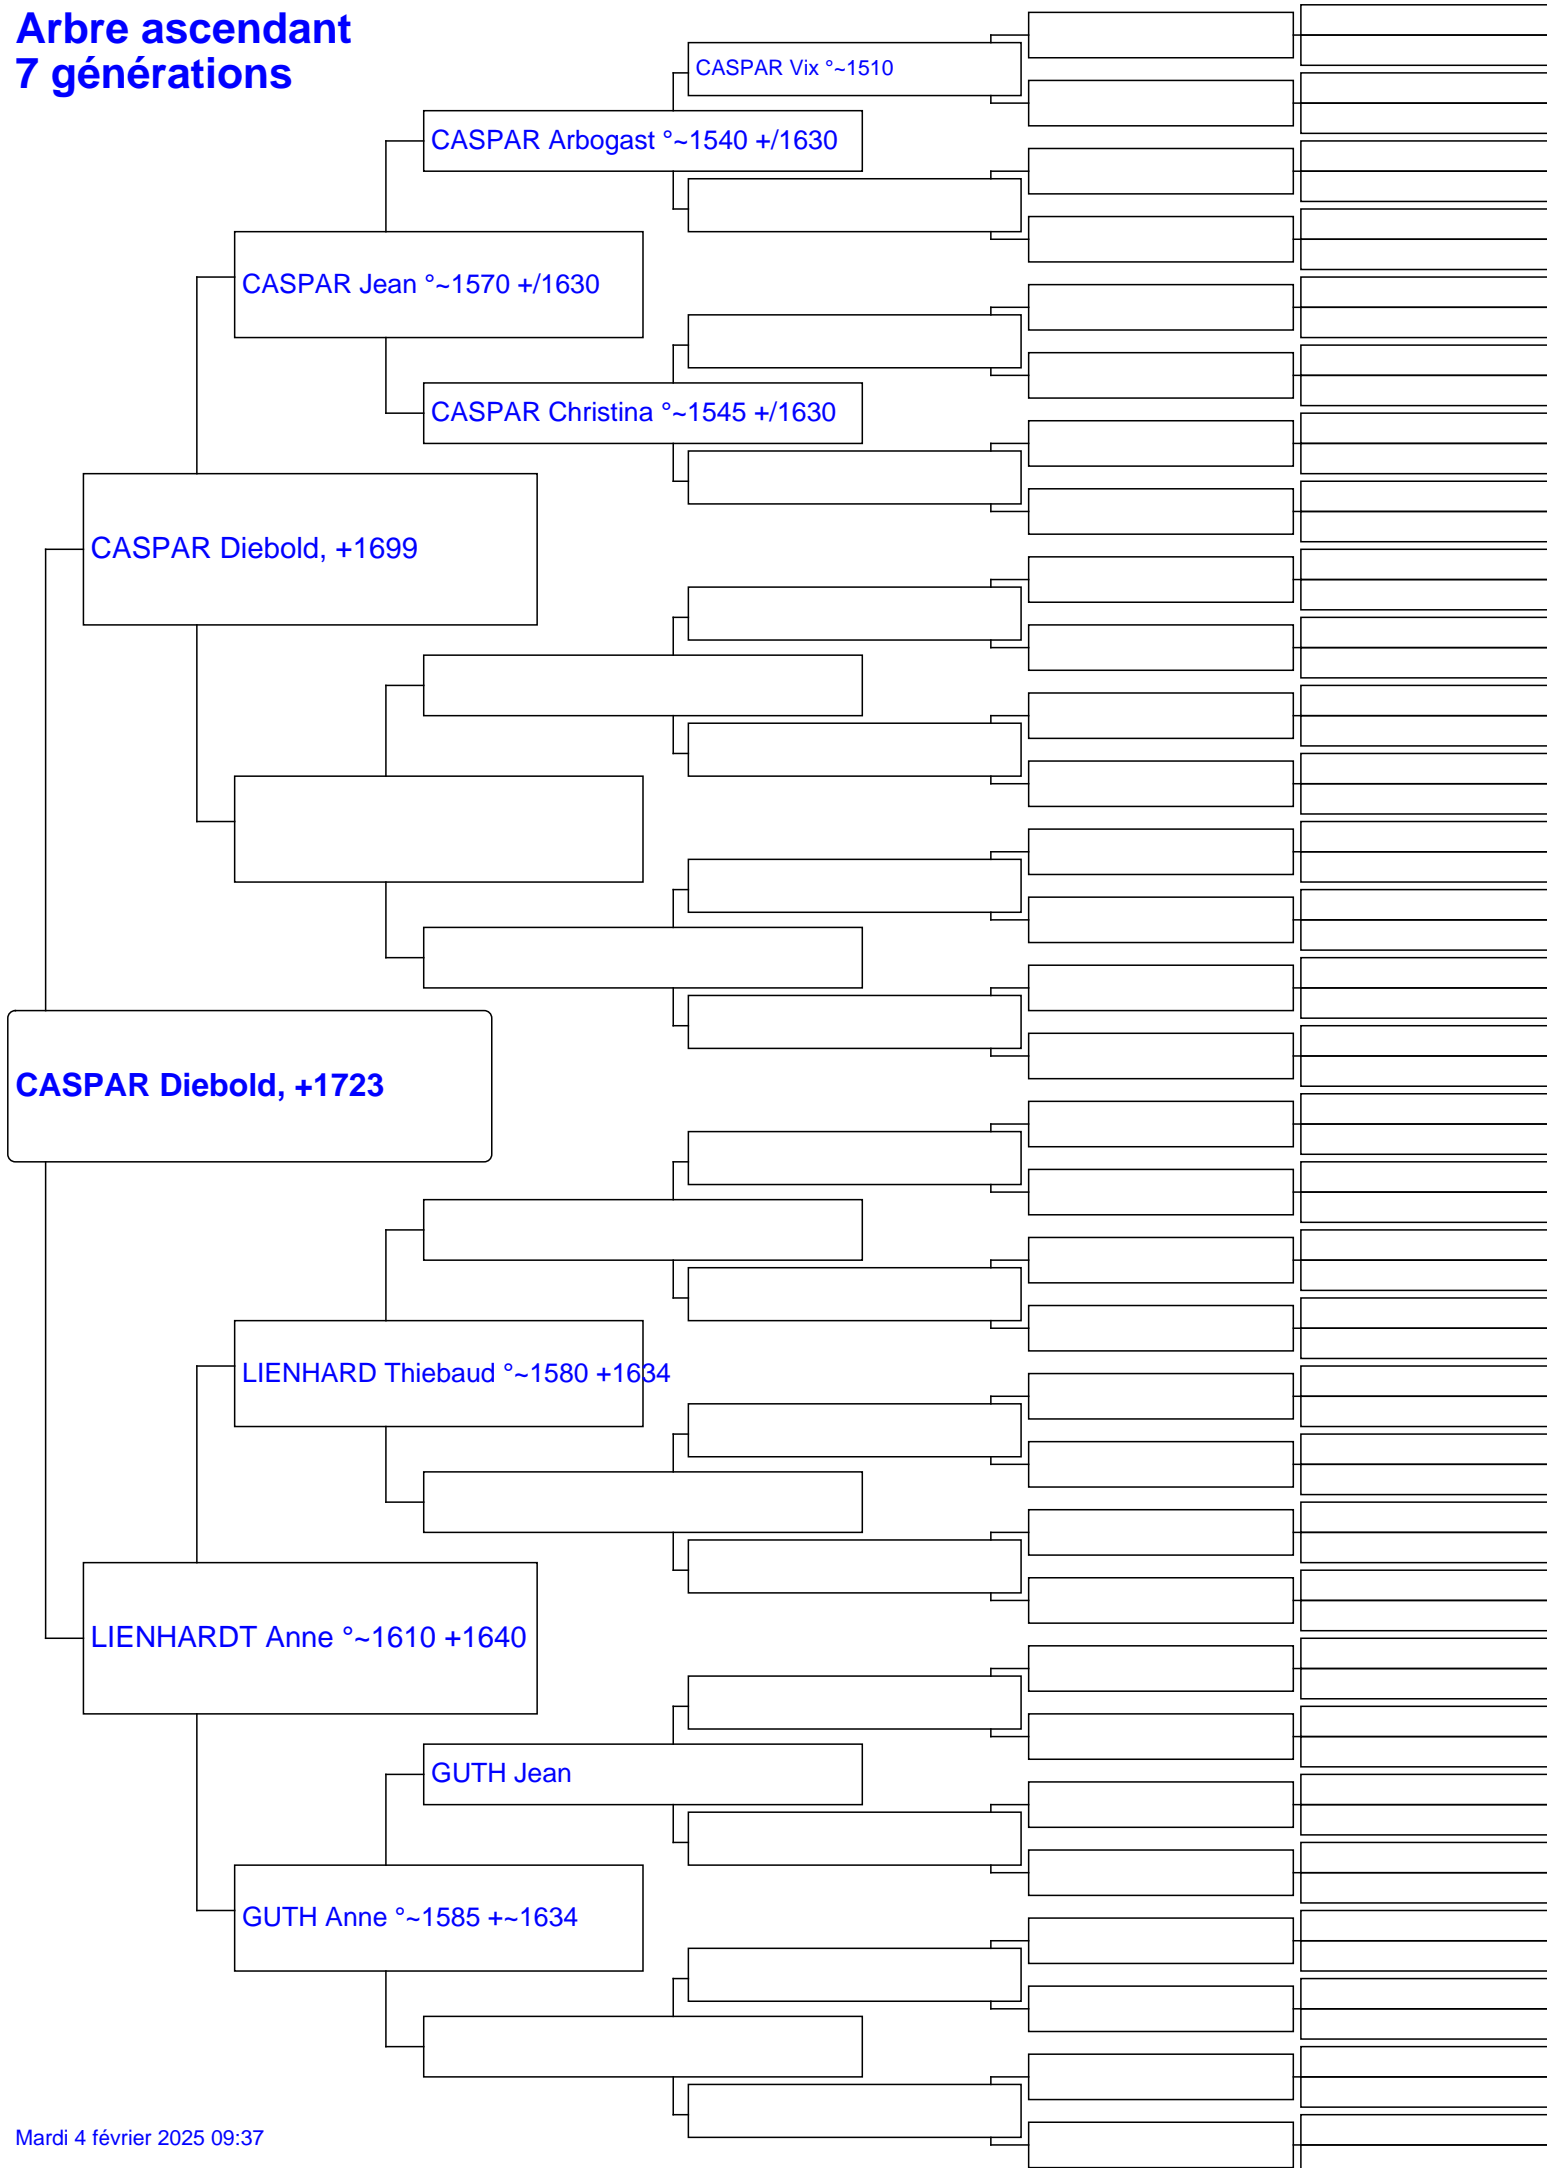 Arbre ascendant
7 générations
CASPAR Vix °~1510
CASPAR Arbogast °~1540 +/1630
CASPAR Jean °~1570 +/1630
CASPAR Christina °~1545 +/1630
CASPAR Diebold, +1699
CASPAR Diebold, +1723
LIENHARD Thiebaud °~1580 +1634
LIENHARDT Anne °~1610 +1640
GUTH Jean
GUTH Anne °~1585 +~1634
Mardi 4 février 2025 09:37